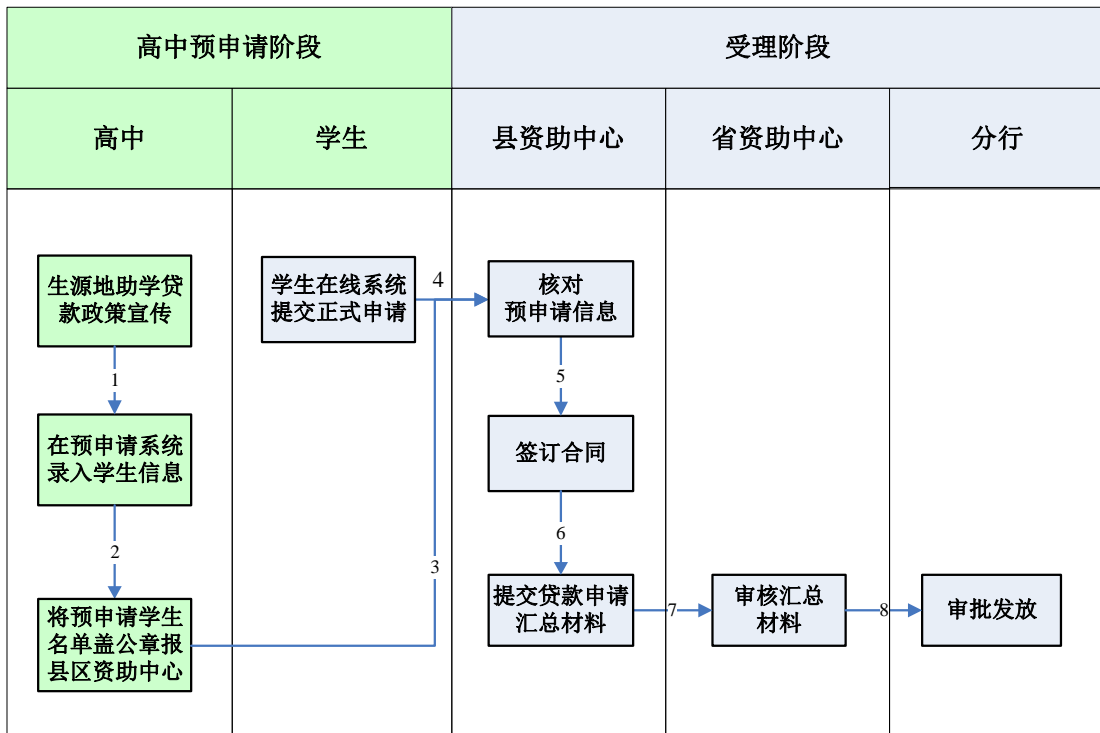 高中预申请阶段
受理阶段
高中
学生
县资助中心
省资助中心
分行
生源地助学贷
款政策宣传
1
在预申请系统
录入学生信息
2
将预申请学生
名单盖公章报
县区资助中心
3
学生在线系统
提交正式申请
4
核对
预申请信息
5
签订合同
6
提交贷款申请
汇总材料
7
审核汇总
材料
8
审批发放